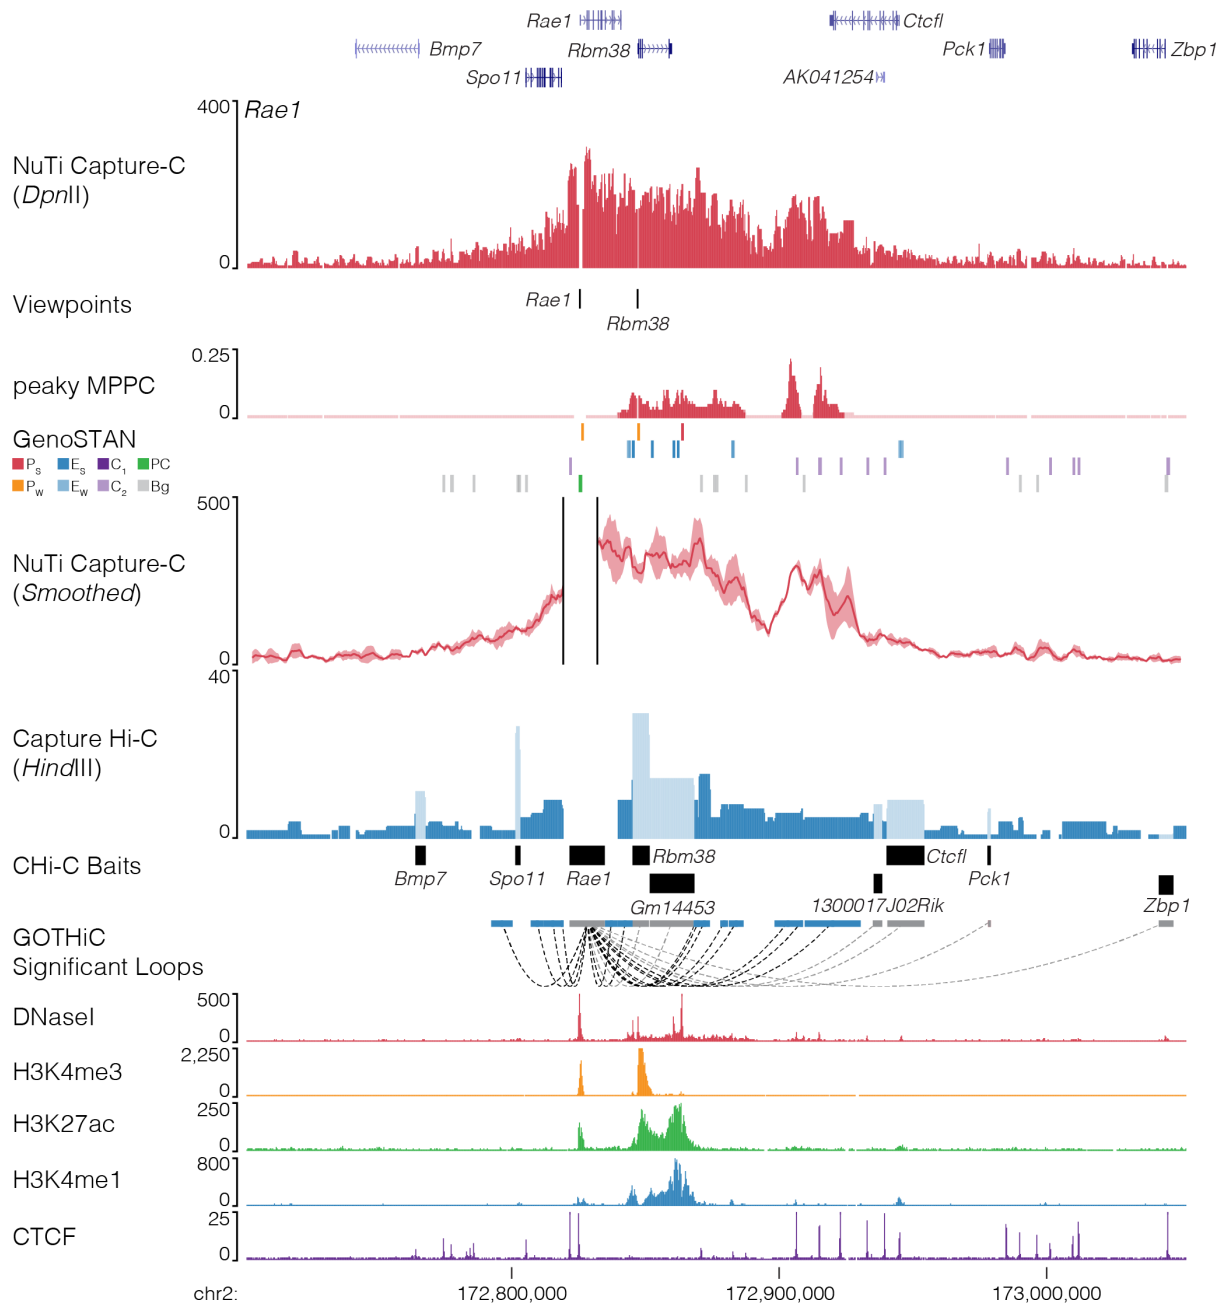 Rae1
Ctcfl
Bmp7
Rbm38
Pck1
Zbp1
Spo11
AK041254
400
Rae1
NuTi Capture-C
(DpnII)
0
Viewpoints
Rae1
Rbm38
0.25
peaky MPPC
0
GenoSTAN
Ps Es C1 PC
Pw Ew C2 Bg
500
NuTi Capture-C
(Smoothed)
0
40
Capture Hi-C
(HindIII)
0
CHi-C Baits
Rbm38
Ctcfl
Bmp7
Spo11
Rae1
Pck1
Gm14453
1300017J02Rik
Zbp1
GOTHiC
Significant Loops
500
DNaseI
0
2,250
H3K4me3
0
250
H3K27ac
0
800
H3K4me1
0
25
CTCF
0
chr2:
172,800,000
172,900,000
173,000,000